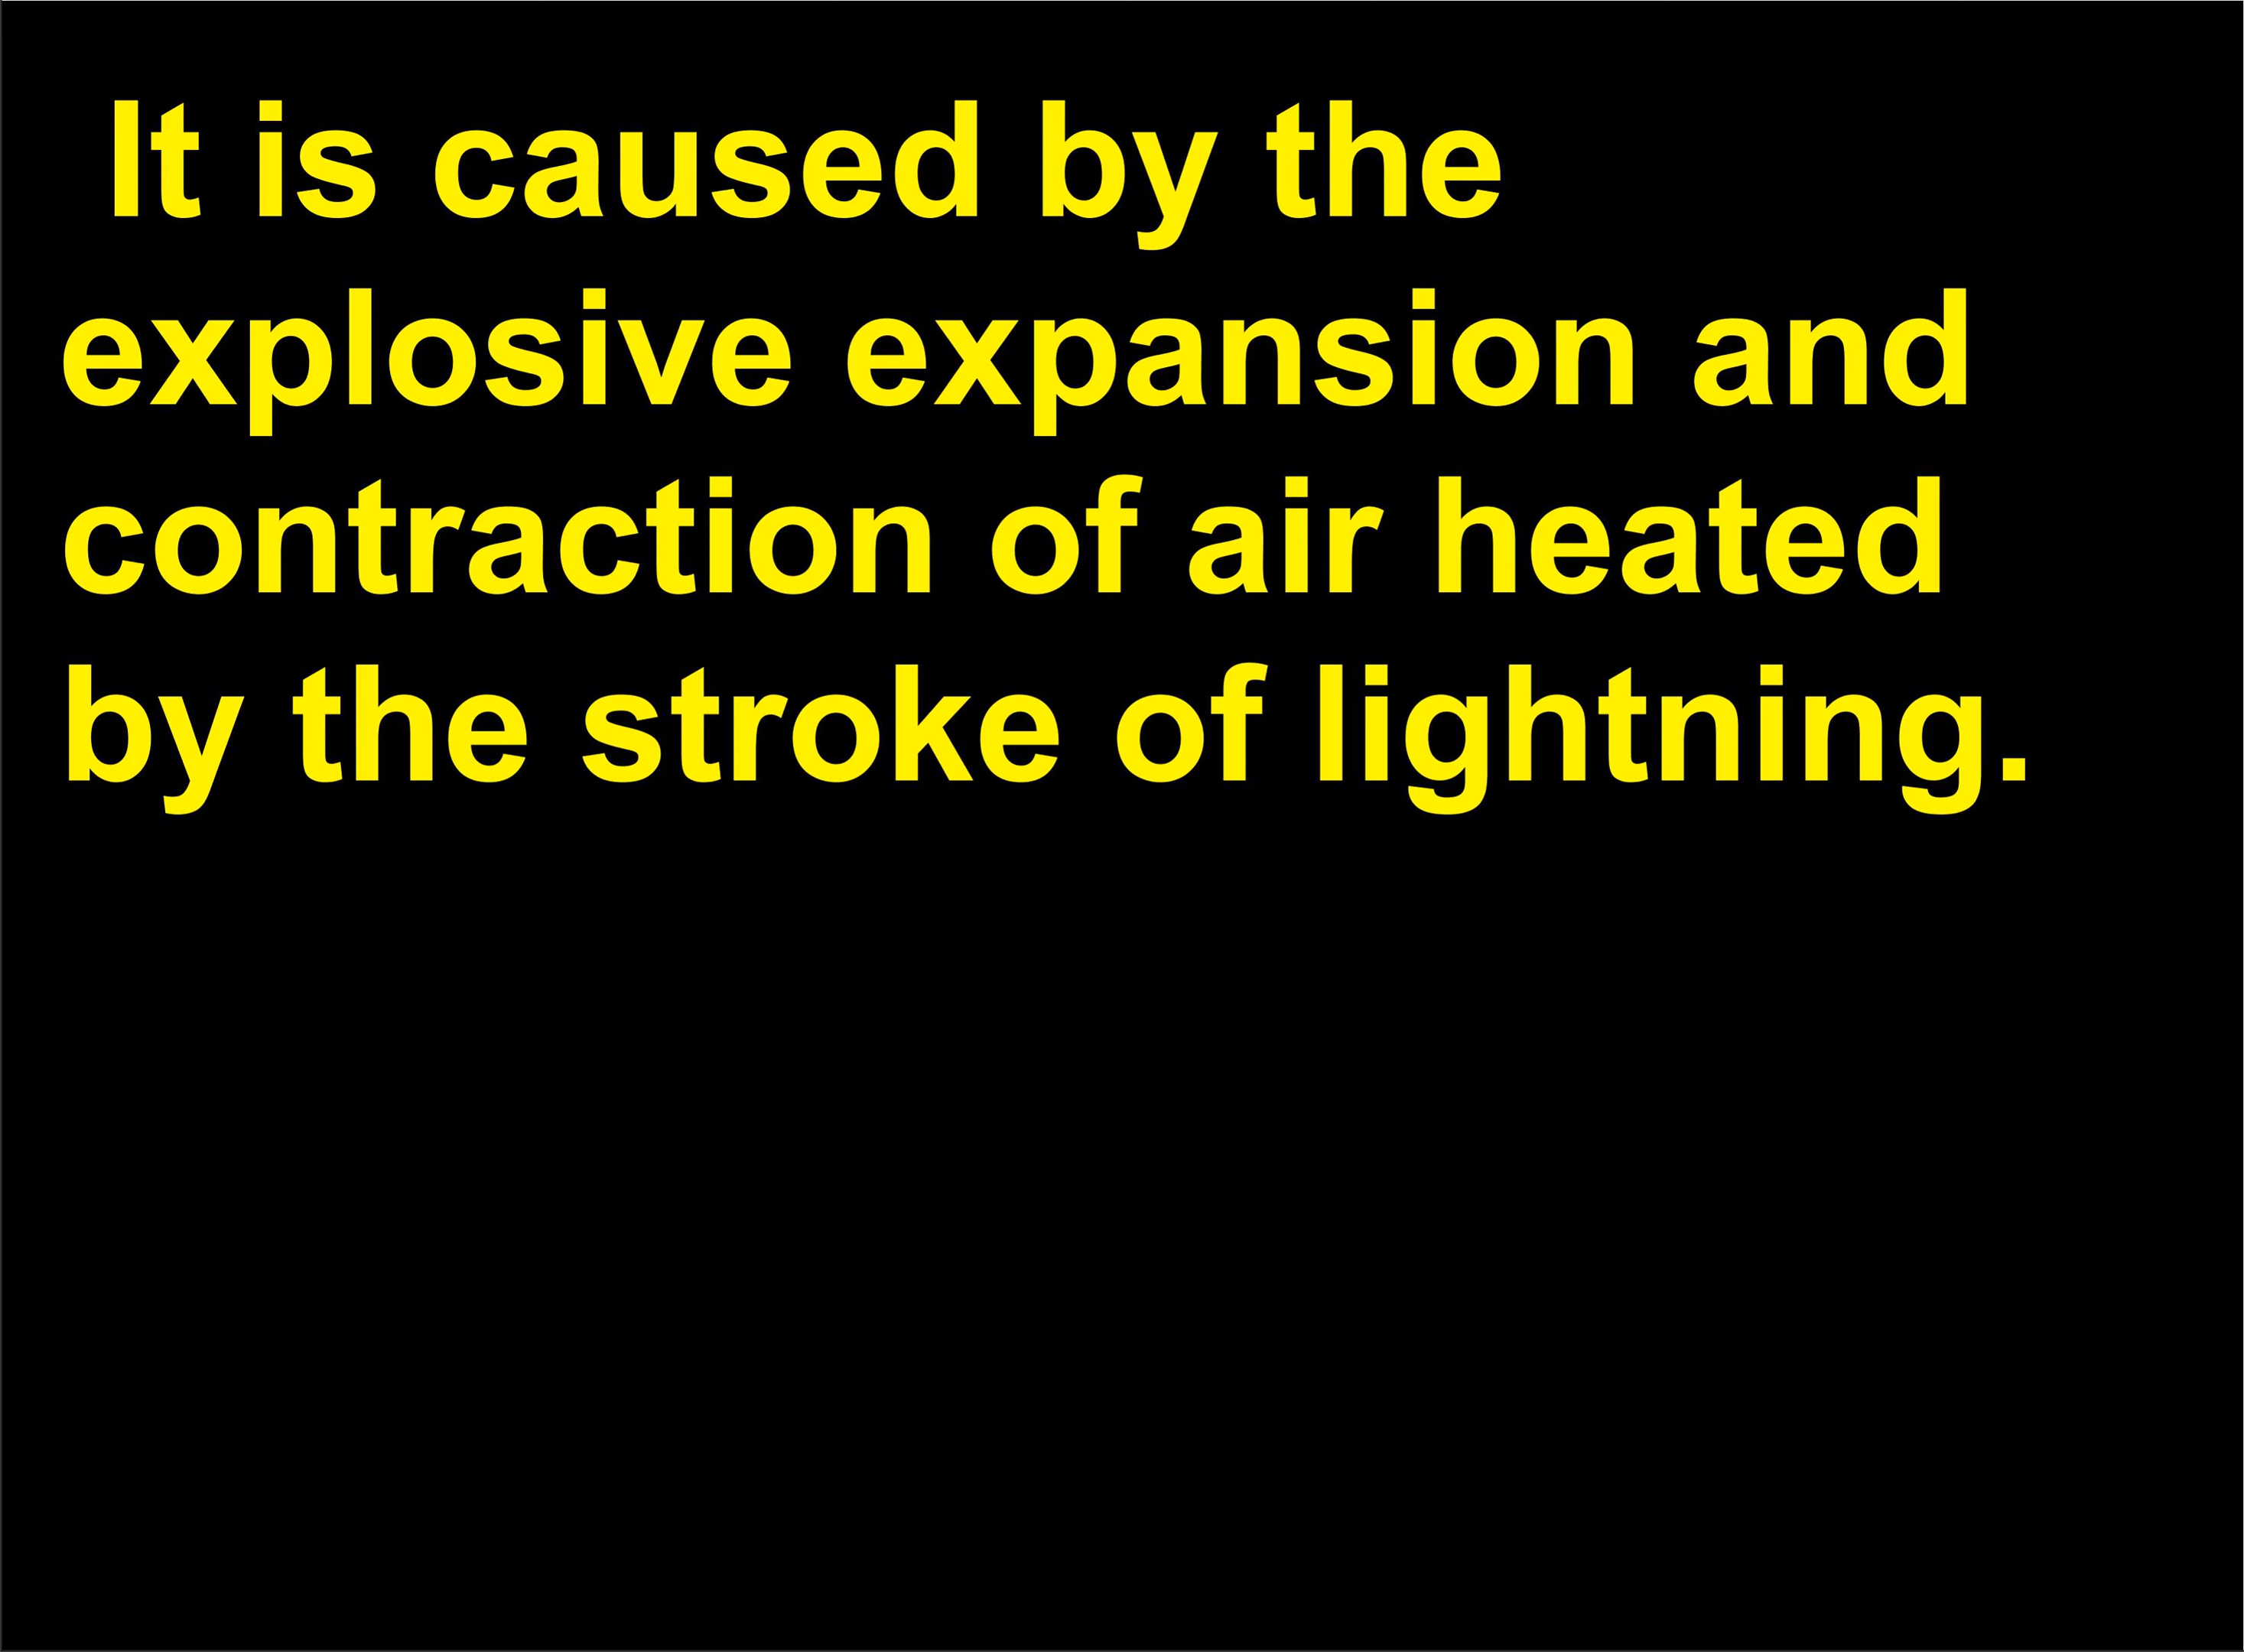 It is caused by the
explosive expansion and
contraction of air heated
by the stroke of lightning.